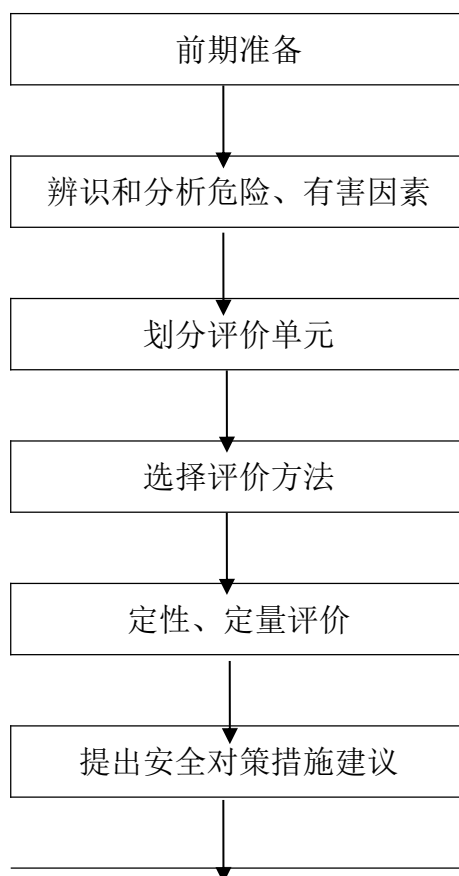 前期准备
辨识和分析危险、有害因素
划分评价单元
选择评价方法
定性、定量评价
提出安全对策措施建议